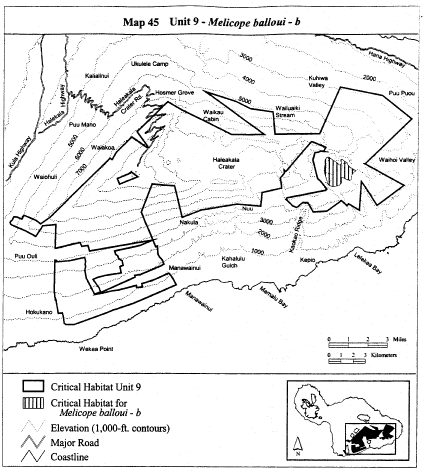 Map 45 Unit 9 - Melicope balloui - b
Ukulele Camp
3000
Hana Highway
Kailalinui
Haleakala
Crater Rd.
Hosmer Grove
4000
Kuhiwa
Valley
2000
Haleakala Highway
5000
Wailuaiki
Stream
Puu Puou
Puu Mano
Waikau
Cabin
Kula Highway
5000
6000
7000
Waiakoa
Haleakala
Crater
Waihoi Valley
Waiohuli
Nakula
Nuu
3000
2000
1000
Kaukau Ridge
Puu Ouli
Manawainui
Kahalulu
Gulch
Kepio
Lelekea Bay
Mamalu Bay
Manawainui
Hokukano
Wekea Point
0 1 2 3 Miles
0 1 2 3 Kilometers
Critical Habitat Unit 9
Critical Habitat for
Melicope balloui - b
Elevation (1,000-ft. contours)
Major Road
Coastline
N